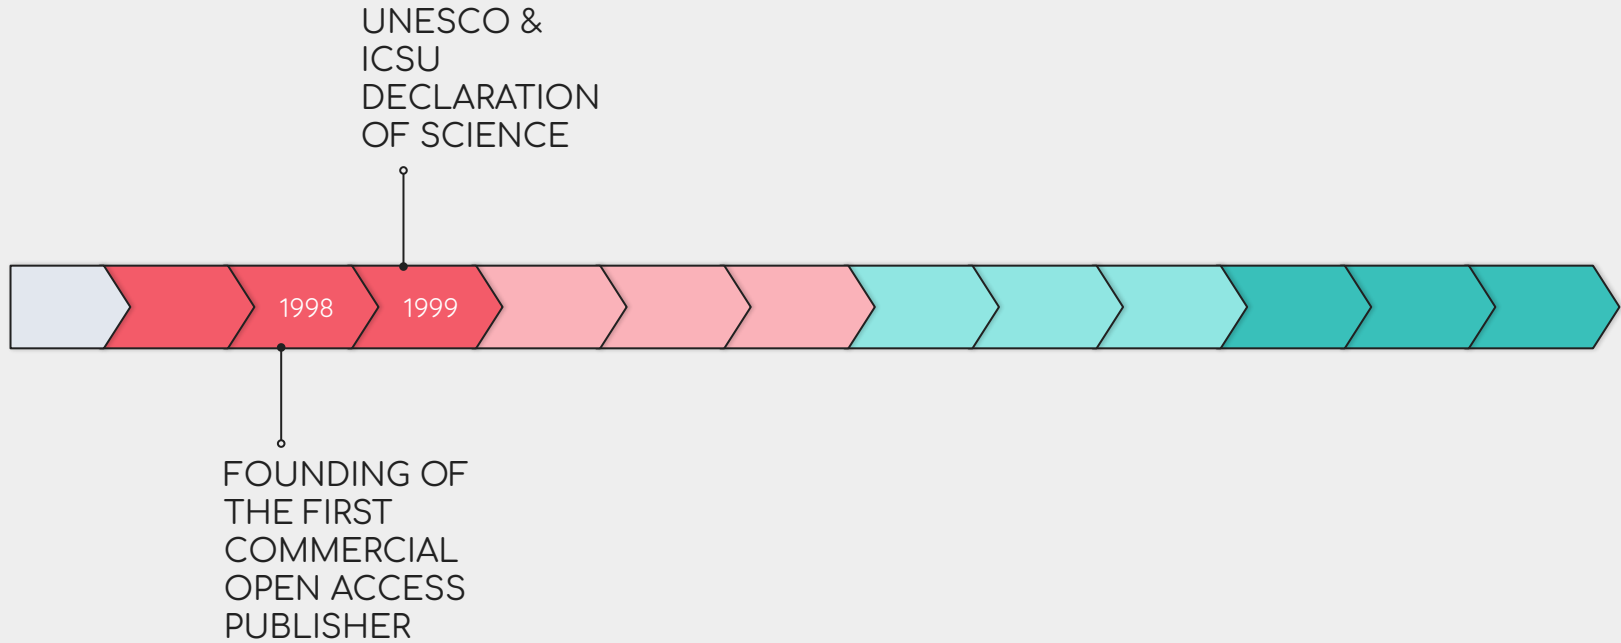 UNESCO &
ICSU
DECLARATION
OF SCIENCE
1998
1999
FOUNDING OF
THE FIRST
COMMERCIAL
OPEN ACCESS
PUBLISHER